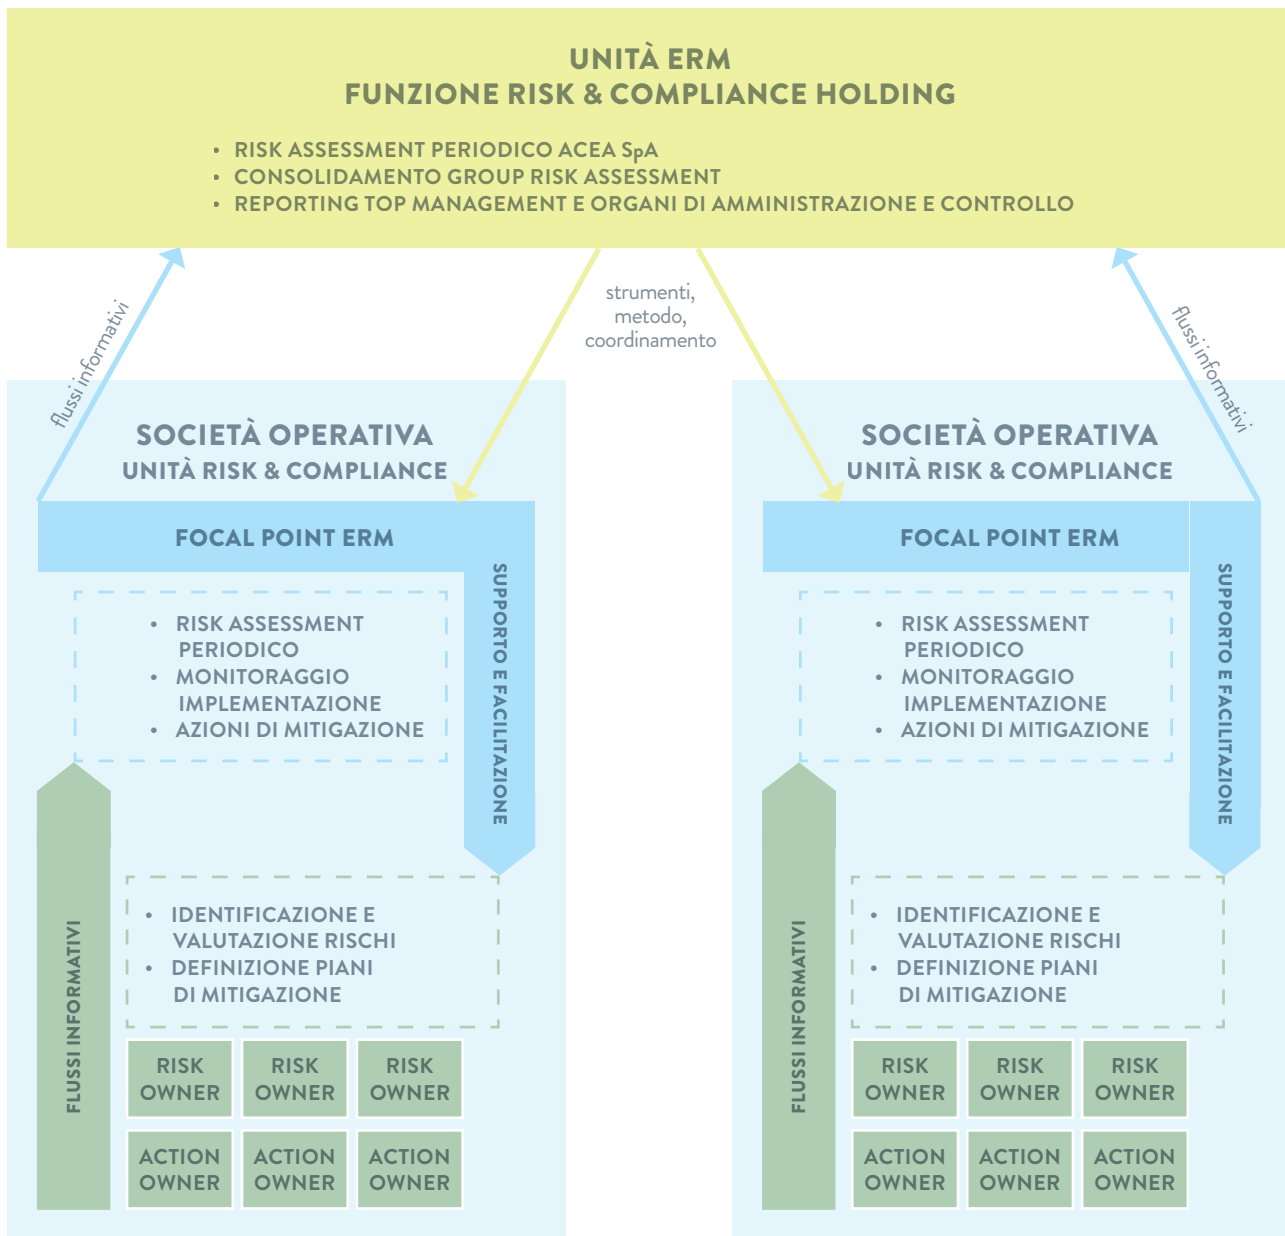 UNITÀ ERM
FUNZIONE RISK & COMPLIANCE HOLDING
• RISK ASSESSMENT PERIODICO ACEA SpA
• CONSOLIDAMENTO GROUP RISK ASSESSMENT
• REPORTING TOP MANAGEMENT E ORGANI DI AMMINISTRAZIONE E CONTROLLO
flussi informativi
strumenti,
metodo,
coordinamento
flussi informativi
SOCIETÀ OPERATIVA
UNITÀ RISK & COMPLIANCE
FOCAL POINT ERM
SUPPORTO E FACILITAZIONE
• RISK ASSESSMENT
PERIODICO
• MONITORAGGIO
IMPLEMENTAZIONE
• AZIONI DI MITIGAZIONE
FLUSSI INFORMATIVI
• IDENTIFICAZIONE E
VALUTAZIONE RISCHI
• DEFINIZIONE PIANI
DI MITIGAZIONE
RISK
OWNER
RISK
OWNER
RISK
OWNER
ACTION
OWNER
ACTION
OWNER
ACTION
OWNER
SOCIETÀ OPERATIVA
UNITÀ RISK & COMPLIANCE
FOCAL POINT ERM
SUPPORTO E FACILITAZIONE
• RISK ASSESSMENT
PERIODICO
• MONITORAGGIO
IMPLEMENTAZIONE
• AZIONI DI MITIGAZIONE
FLUSSI INFORMATIVI
• IDENTIFICAZIONE E
VALUTAZIONE RISCHI
• DEFINIZIONE PIANI
DI MITIGAZIONE
RISK
OWNER
RISK
OWNER
RISK
OWNER
ACTION
OWNER
ACTION
OWNER
ACTION
OWNER